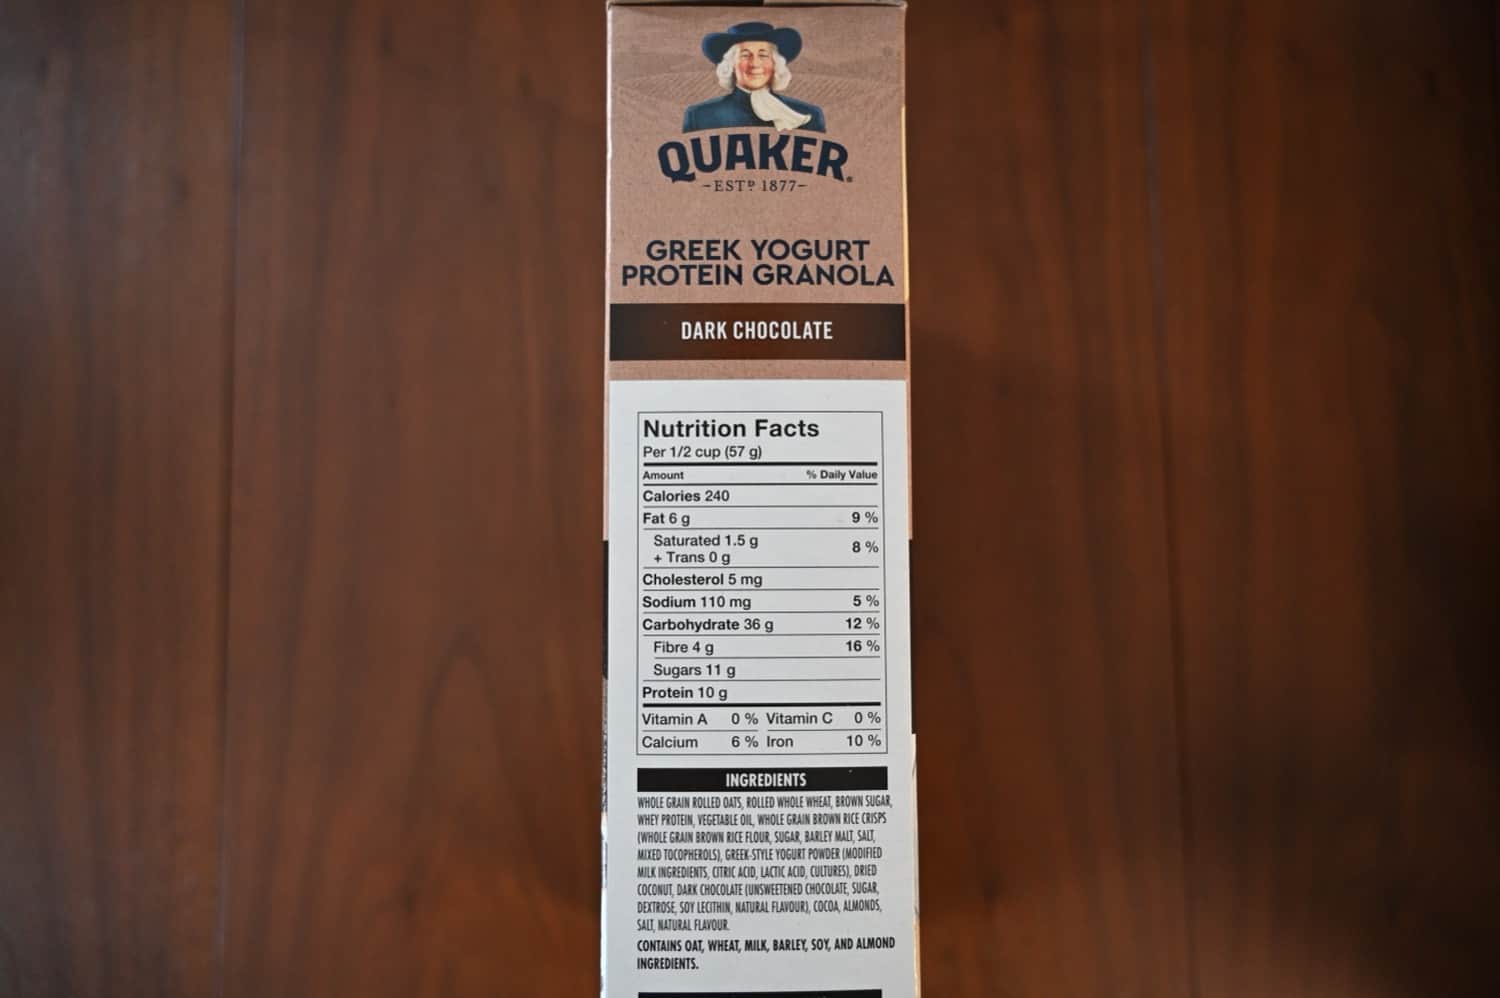 QUAKER®
-ESTD 1877-
GREEK YOGURT
PROTEIN GRANOLA
DARK CHOCOLATE
Nutrition Facts
Per 1/2 cup (57 g)
Amount % Daily Value
Calories 240
Fat 6 g 9 %
Saturated 1.5 g
+ Trans 0 g 8 %
Cholesterol 5 mg
Sodium 110 mg 5 %
Carbohydrate 36 g 12 %
Fibre 4 g 16 %
Sugars 11 g
Protein 10 g
Vitamin A 0 % Vitamin C 0 %
Calcium 6 % Iron 10 %
INGREDIENTS
WHOLE GRAIN ROLLED OATS, ROLLED WHOLE WHEAT, BROWN SUGAR,
WHEY PROTEIN, VEGETABLE OIL, WHOLE GRAIN BROWN RICE CRISPS
(WHOLE GRAIN BROWN RICE FLOUR, SUGAR, BARLEY MALT, SALT,
MIXED TOCOPHEROLS), GREEK-STYLE YOGURT POWDER (MODIFIED
MILK INGREDIENTS, CITRIC ACID, LACTIC ACID, CULTURES), DRIED
COCONUT, DARK CHOCOLATE (UNSWEETENED CHOCOLATE, SUGAR,
DEXTROSE, SOY LECITHIN, NATURAL FLAVOUR), COCOA, ALMONDS,
SALT, NATURAL FLAVOUR.
CONTAINS OAT, WHEAT, MILK, BARLEY, SOY, AND ALMOND
INGREDIENTS.